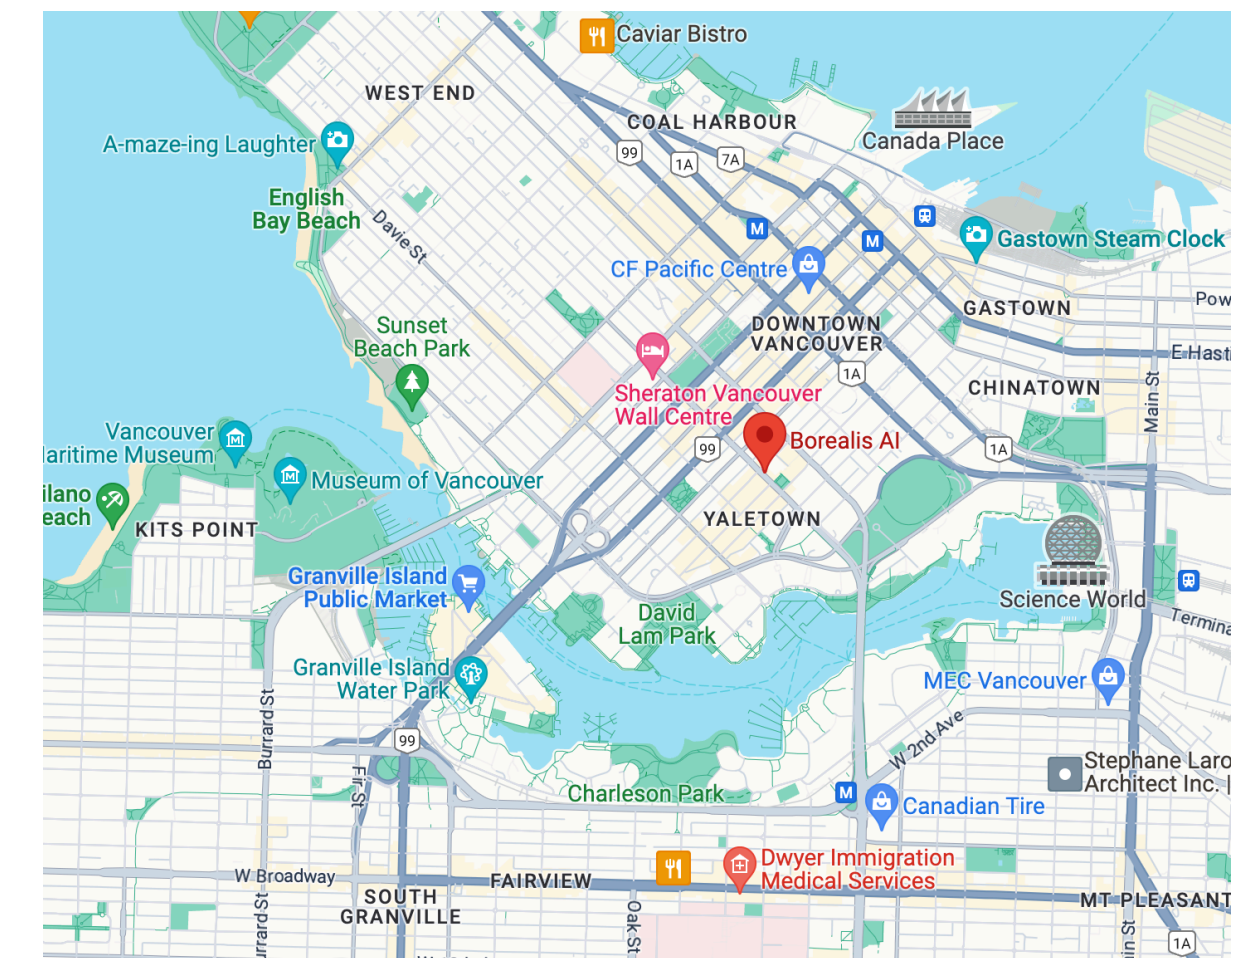 Caviar Bistro
WEST END
COAL HARBOUR
Canada Place
A-maze-ing Laughter
99
1A
7A
English
Bay Beach
Davie St
M
M
Gastown Steam Clock
CF Pacific Centre
Pow
GASTOWN
DOWNTOWN
VANCOUVER
Sunset
Beach Park
E Hasti
1A
CHINATOWN
Main St
Sheraton Vancouver
Wall Centre
Vancouver
Maritime Museum
99
Borealis AI
1A
Museum of Vancouver
ilano
each
KITS POINT
YALETOWN
Granville Island
Public Market
Science World
David
Lam Park
Termina
Granville Island
Water Park
MEC Vancouver
Burrard St
99
W 2nd Ave
Fir St
Stephane Laro
Architect Inc. |
Charleson Park
M
Canadian Tire
Dwyer Immigration
Medical Services
W Broadway
FAIRVIEW
SOUTH
GRANVILLE
MT PLEASANT
urrard St
Oak St
in St
1A